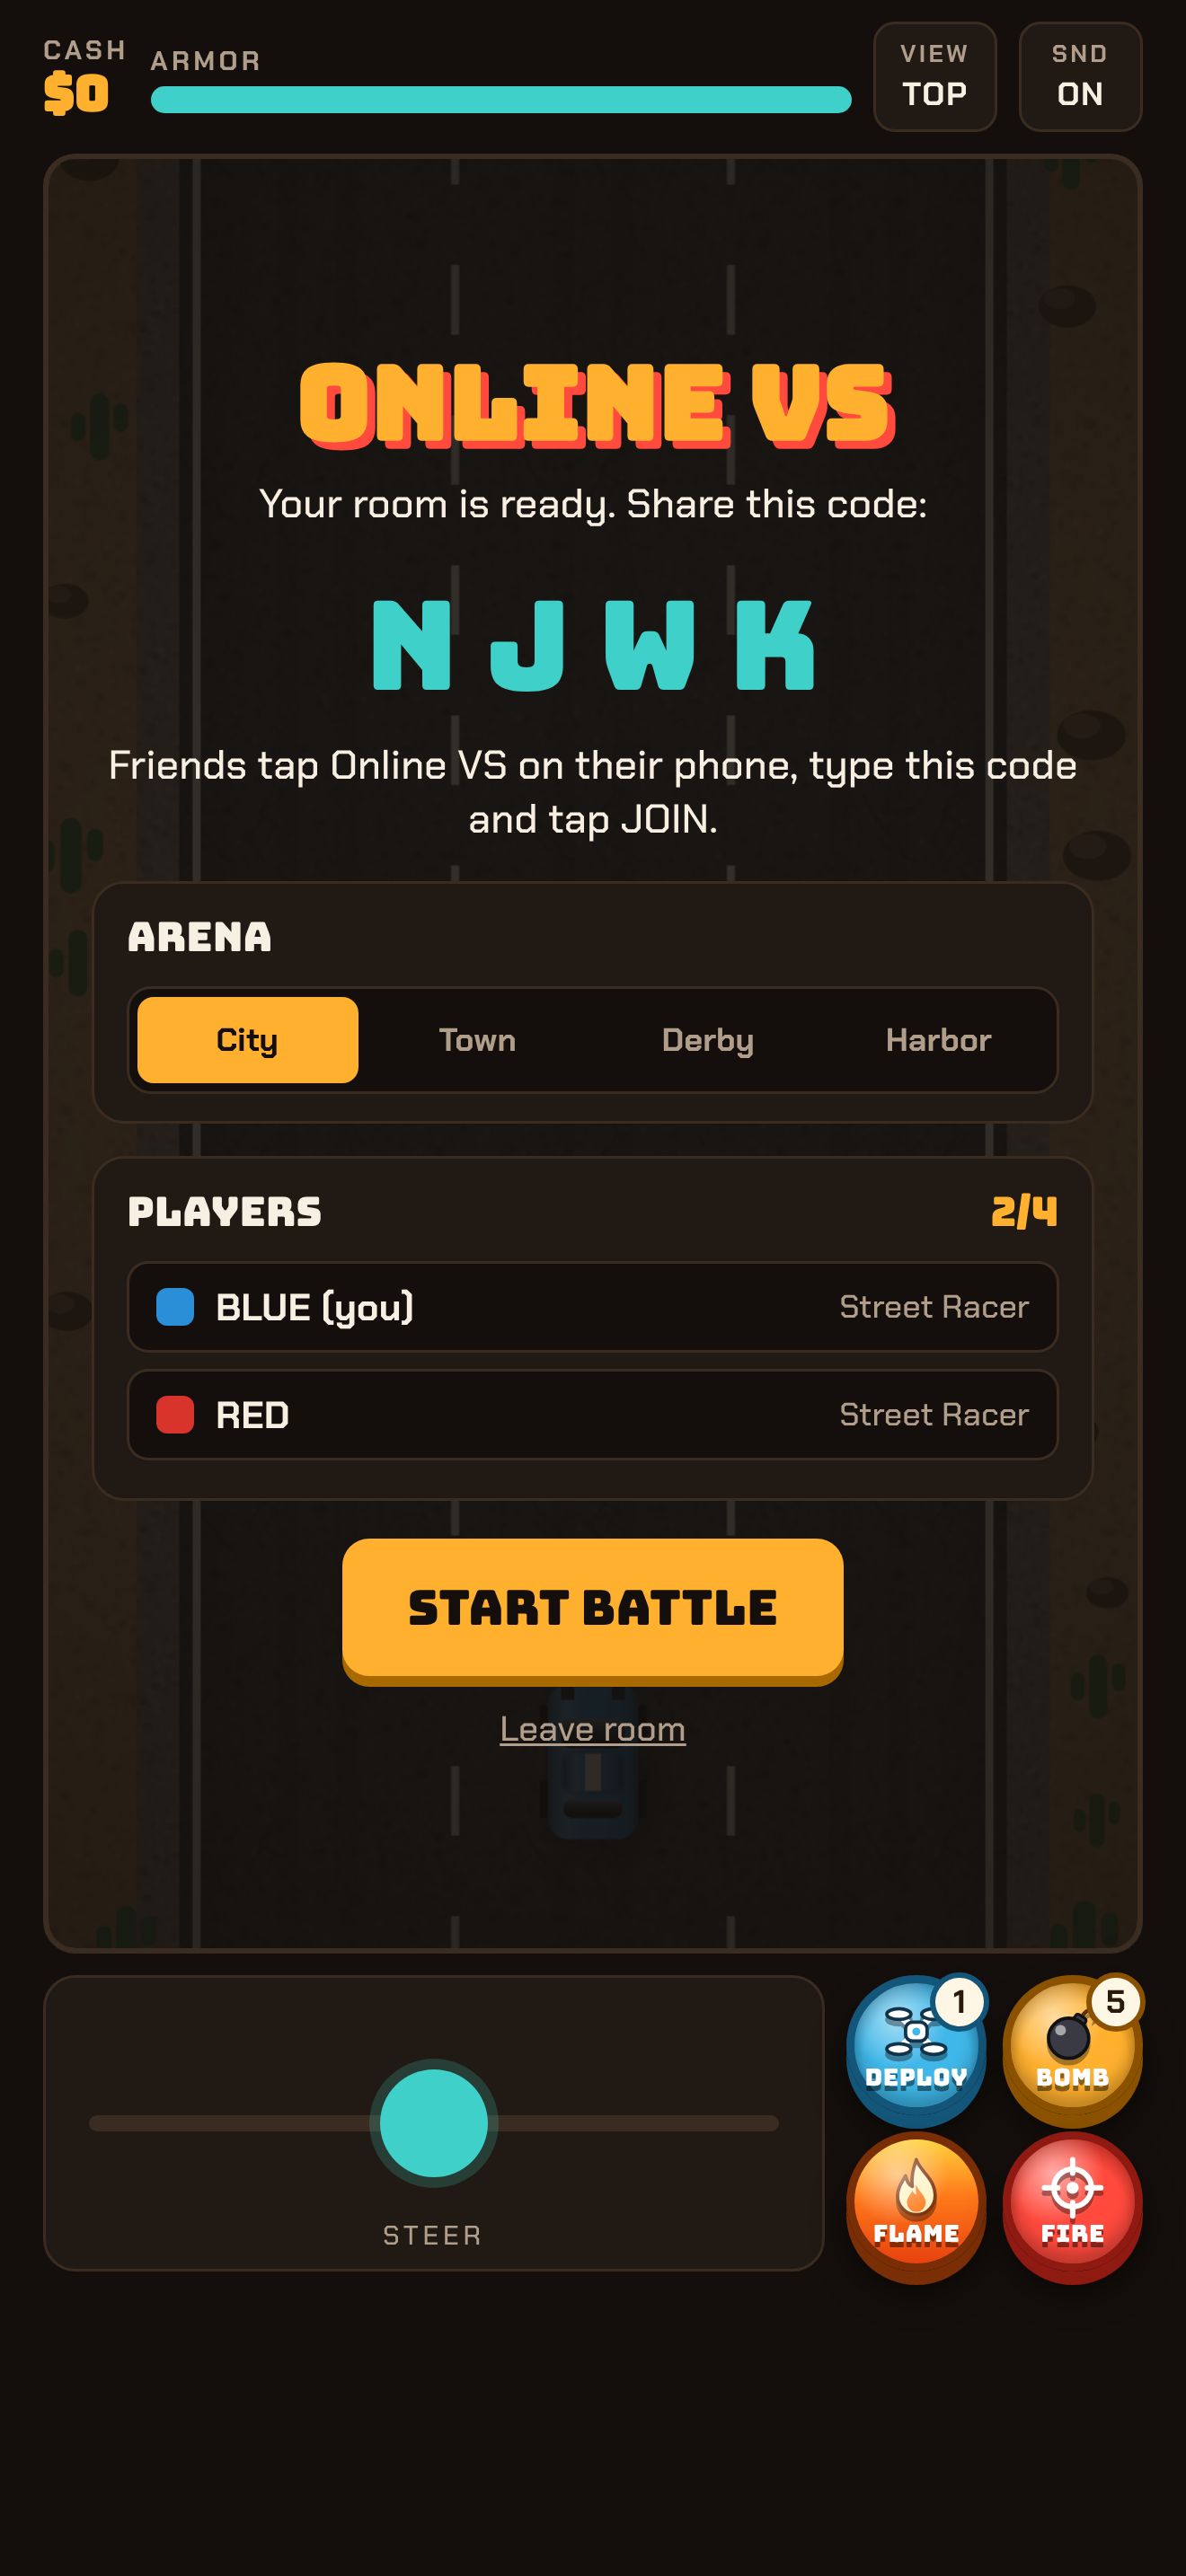 CASH
$0
ARMOR
VIEW
TOP
SND
ON
ONLINE VS
Your room is ready. Share this code:
NJWK
Friends tap Online VS on their phone, type this code
and tap JOIN.
ARENA
City Town Derby Harbor
PLAYERS 2/4
BLUE (you) Street Racer
RED Street Racer
START BATTLE
Leave room
STEER
1
DEPLOY
5
BOMB
FLAME
FIRE